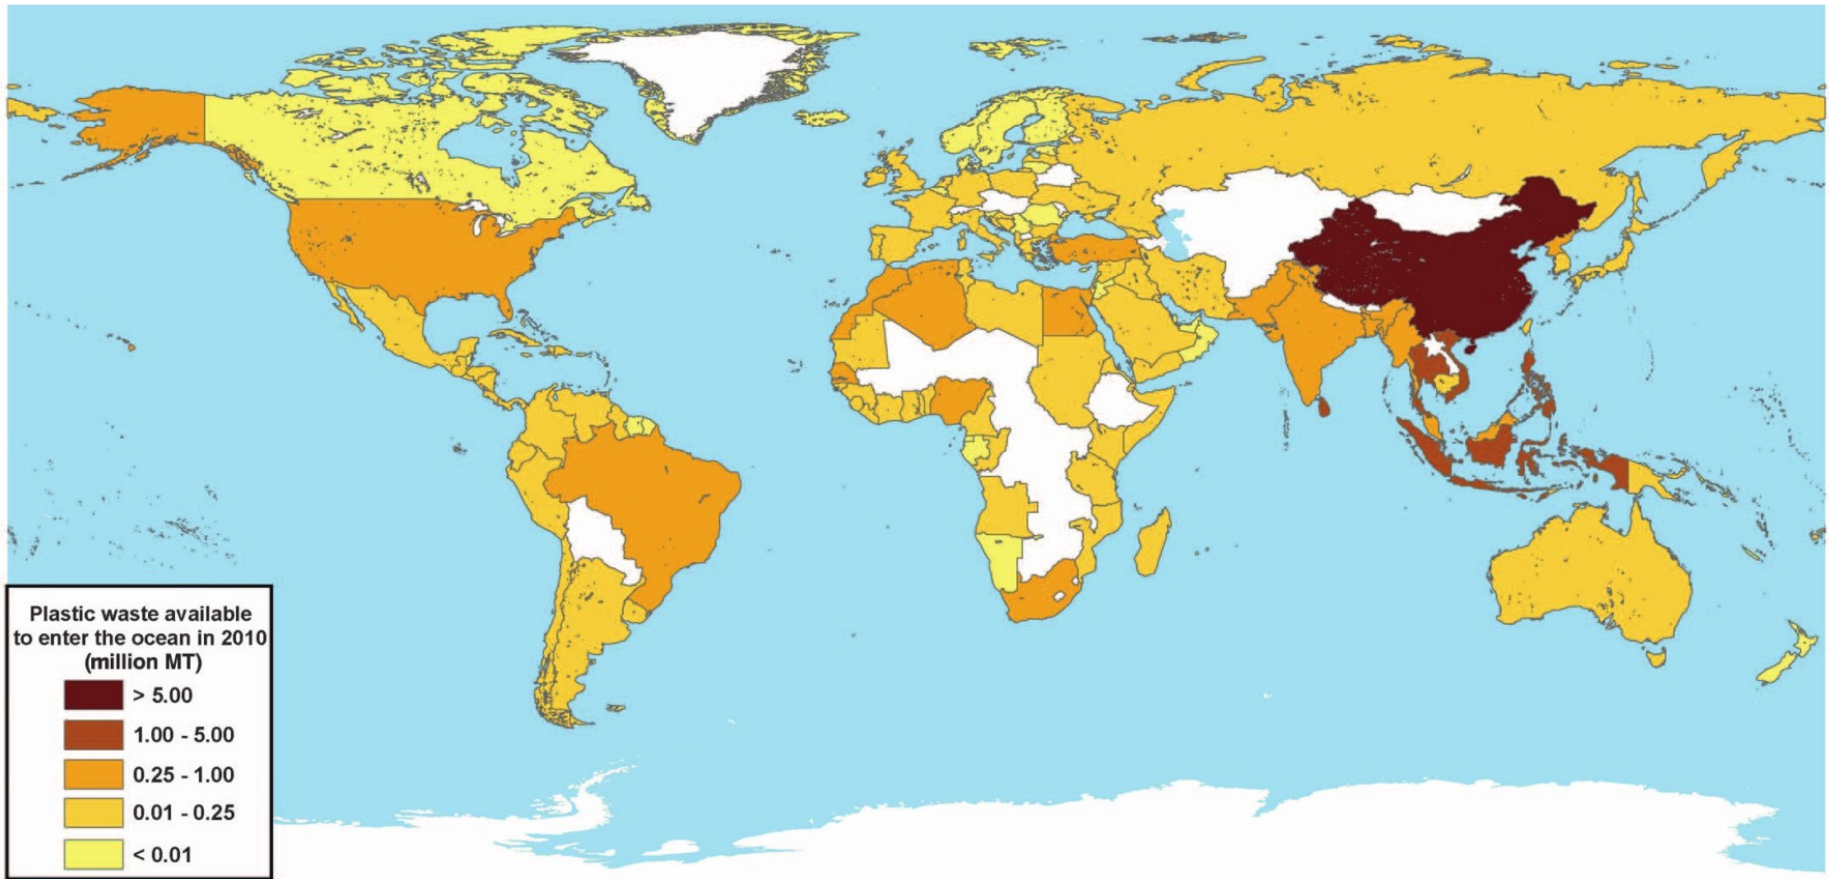 Plastic waste available
to enter the ocean in 2010
(million MT)
> 5.00
1.00 - 5.00
0.25 - 1.00
0.01 - 0.25
< 0.01